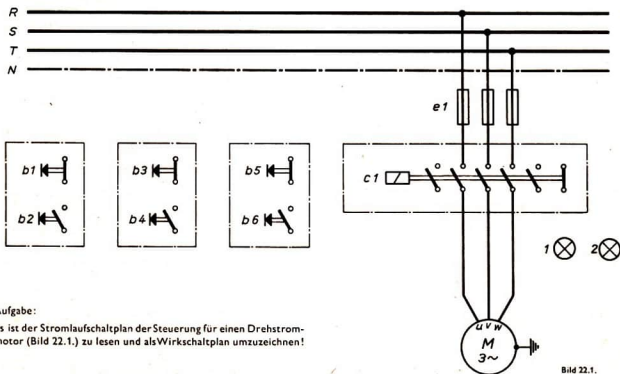 R
S
T
N
e1
b1
b3
b5
c1
b2
b4
b6
1
2
Aufgabe:
s ist der Stromlaufschaltplan der Steuerung für einen Drehstrom-
motor (Bild 22.1.) zu lesen und als Wirkschaltplan umzuzeichnen!
u v w
M
3~
Bild 22.1.